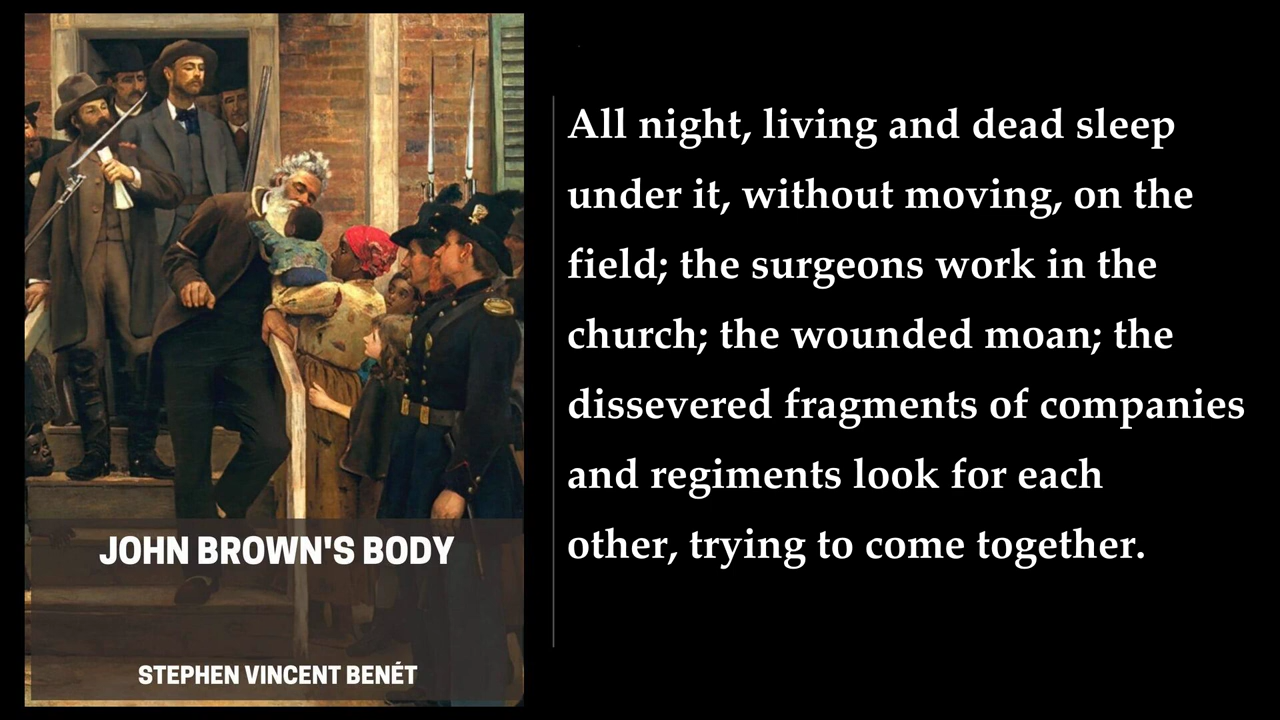 JOHN BROWN'S BODY
STEPHEN VINCENT BENÉT
All night, living and dead sleep
under it, without moving, on the
field; the surgeons work in the
church; the wounded moan; the
dissevered fragments of companies
and regiments look for each
other, trying to come together.